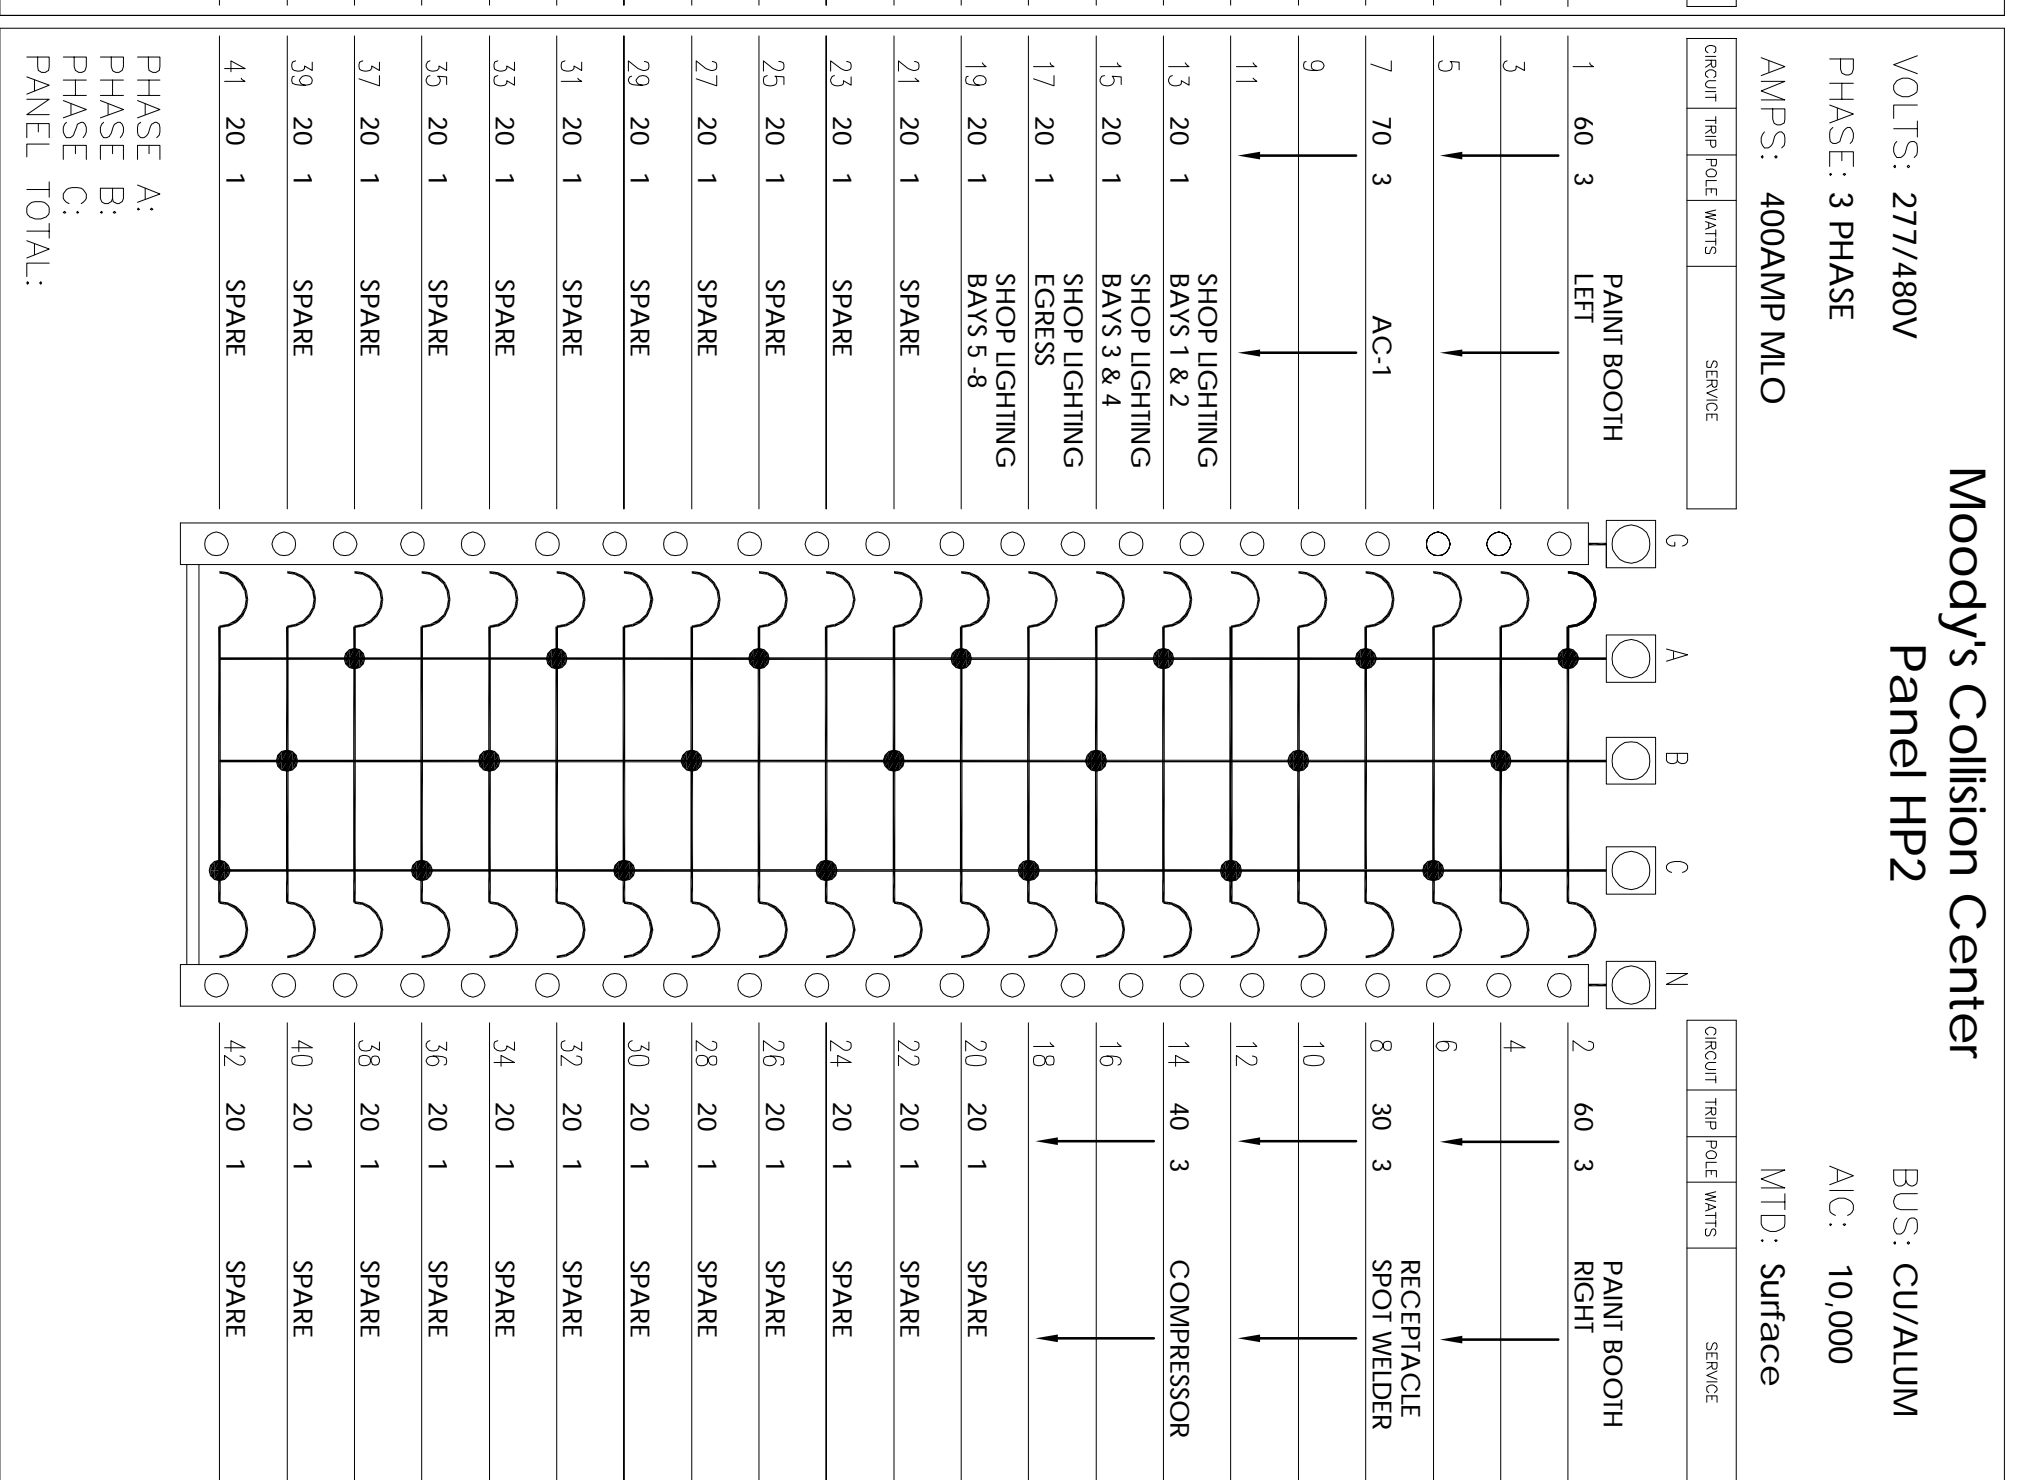 Moody's Collision Center
Panel HP2
VOLTS: 277/480V
BUS: CU/ALUM
PHASE: 3 PHASE
AIC: 10,000
AMPS: 400AMP MLO
MTD: Surface
CIRCUIT TRIP POLE WATTS SERVICE
CIRCUIT TRIP POLE WATTS SERVICE
G A B C N
PAINT BOOTH
1 60 3 LEFT
3
5
7 70 3 AC-1
9
11
SHOP LIGHTING
13 20 1 BAYS 1 & 2
SHOP LIGHTING
15 20 1 BAYS 3 & 4
SHOP LIGHTING
17 20 1 EGRESS
SHOP LIGHTING
19 20 1 BAYS 5 -8
21 20 1 SPARE
23 20 1 SPARE
25 20 1 SPARE
27 20 1 SPARE
29 20 1 SPARE
31 20 1 SPARE
33 20 1 SPARE
35 20 1 SPARE
37 20 1 SPARE
39 20 1 SPARE
41 20 1 SPARE
PAINT BOOTH
2 60 3 RIGHT
4
6
RECEPTACLE
8 30 3 SPOT WELDER
10
12
14 40 3 COMPRESSOR
16
18
20 20 1 SPARE
22 20 1 SPARE
24 20 1 SPARE
26 20 1 SPARE
28 20 1 SPARE
30 20 1 SPARE
32 20 1 SPARE
34 20 1 SPARE
36 20 1 SPARE
38 20 1 SPARE
40 20 1 SPARE
42 20 1 SPARE
PHASE A:
PHASE B:
PHASE C:
PANEL TOTAL: